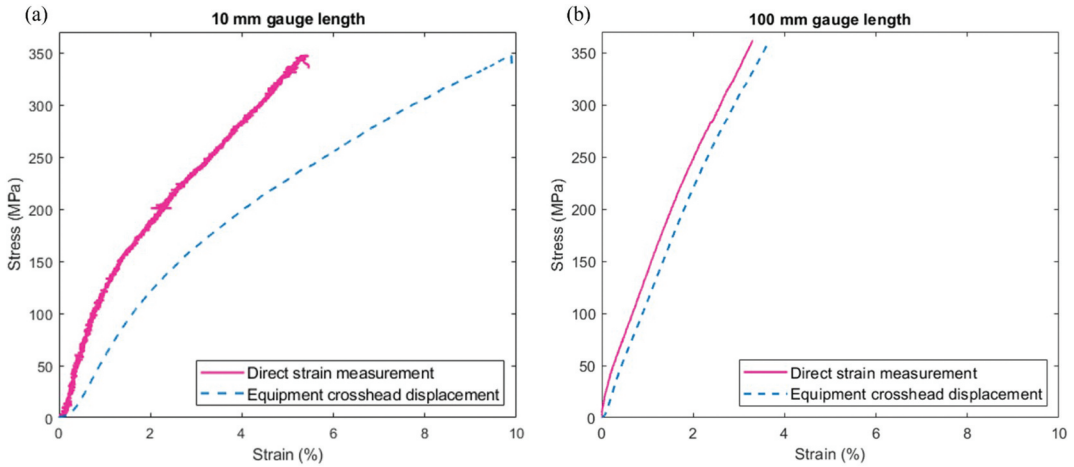 (a)
10 mm gauge length
350
300
250
200
150
100
50
0
Stress (MPa)
0 2 4 6 8 10
Strain (%)
Direct strain measurement
Equipment crosshead displacement
(b)
100 mm gauge length
350
300
250
200
150
100
50
0
Stress (MPa)
0 2 4 6 8 10
Strain (%)
Direct strain measurement
Equipment crosshead displacement